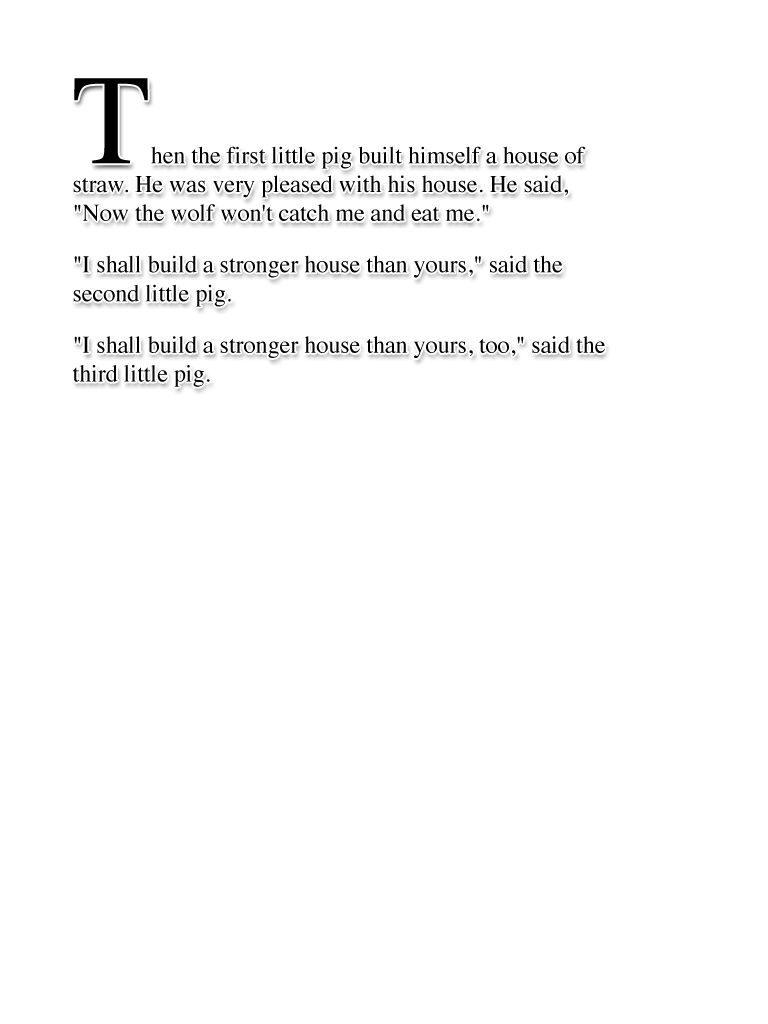 Then the first little pig built himself a house of
straw. He was very pleased with his house. He said,
"Now the wolf won't catch me and eat me."
"I shall build a stronger house than yours," said the
second little pig.
"I shall build a stronger house than yours, too," said the
third little pig.